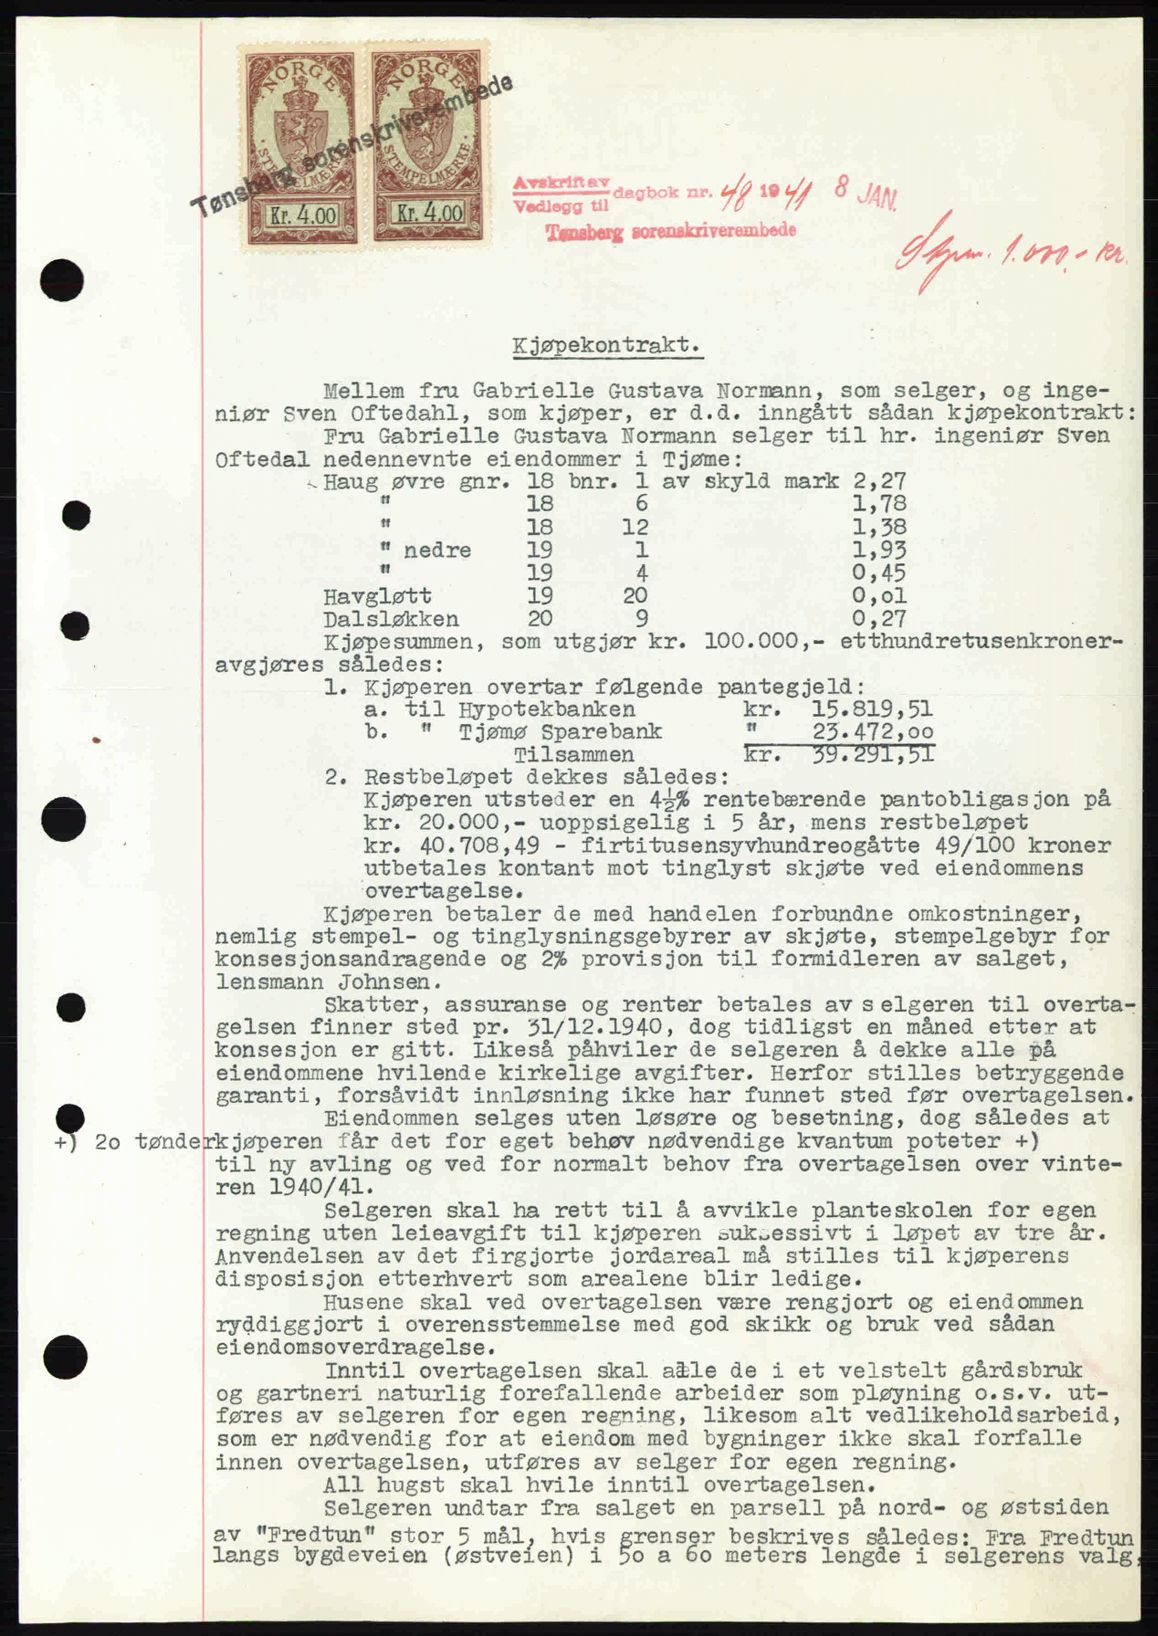 NORGE NORGE
STEMPELMERKE STEMPELMERKE
Kr. 4.00 Kr. 4.00
Tønsberg sorenskriverembede
Avskrift av
Vedlegg til dagbok nr. 48 1941 8 JAN.
Tønsberg sorenskriverembede
1.000,- kr.
Kjøpekontrakt.
Mellem fru Gabrielle Gustava Normann, som selger, og inge-
niør Sven Oftedahl, som kjøper, er d.d. inngått sådan kjøpekontrakt:
Fru Gabrielle Gustava Normann selger til hr. ingeniør Sven
Oftedal nedennevnte eiendommer i Tjøme:
Haug øvre gnr. 18 bnr. 1 av skyld mark 2,27
" 18 6 1,78
" 18 12 1,38
" nedre 19 1 1,93
" 19 4 0,45
Havgløtt 19 20 0,o1
Dalsløkken 20 9 0,27
Kjøpesummen, som utgjør kr. 100.000,- etthundretusenkroner-
avgjøres således:
1. Kjøperen overtar følgende pantegjeld:
a. til Hypotekbanken kr. 15.819,51
b. " Tjømø Sparebank " 23.472,oo
Tilsammen kr. 39.291,51
2. Restbeløpet dekkes således:
Kjøperen utsteder en 4½% rentebærende pantobligasjon på
kr. 20.000,- uoppsigelig i 5 år, mens restbeløpet
kr. 40.708,49 - firtitusensyvhundreogåtte 49/100 kroner
utbetales kontant mot tinglyst skjøte ved eiendommens
overtagelse.
Kjøperen betaler de med handelen forbundne omkostninger,
nemlig stempel- og tinglysningsgebyrer av skjøte, stempelgebyr for
konsesjonsandragende og 2% provisjon til formidleren av salget,
lensmann Johnsen.
Skatter, assuranse og renter betales av selgeren til overta-
gelsen finner sted pr. 31/12.1940, dog tidligst en måned etter at
konsesjon er gitt. Likeså påhviler de selgeren å dekke alle på
eiendommene hvilende kirkelige avgifter. Herfor stilles betryggende
garanti, forsåvidt innløsning ikke har funnet sted før overtagelsen.
Eiendommen selges uten løsøre og besetning, dog således at
+) 2o tønder kjøperen får det for eget behøv nødvendige kvantum poteter +)
til ny avling og ved for normalt behov fra overtagelsen over vinte-
ren 1940/41.
Selgeren skal ha rett til å avvikle planteskolen for egen
regning uten leieavgift til kjøperen suksessivt i løpet av tre år.
Anvendelsen av det firgjorte jordareal må stilles til kjøperens
disposisjon etterhvert som arealene blir ledige.
Husene skal ved overtagelsen være rengjort og eiendommen
ryddiggjort i overensstemmelse med god skikk og bruk ved sådan
eiendomsoverdragelse.
Inntil overtagelsen skal alle de i et velstelt gårdsbruk
og gartneri naturlig forefallende arbeider som pløyning o.s.v. ut-
føres av selgeren for egen regning, likesom alt vedlikeholdsarbeid,
som er nødvendig for at eiendom med bygninger ikke skal forfalle
innen overtagelsen, utføres av selger for egen regning.
All hugst skal hvile inntil overtagelsen.
Selgeren undtar fra salget en parsell på nord- og østsiden
av "Fredtun" stor 5 mål, hvis grenser beskrives således: Fra Fredtun
langs bygdeveien (østveien) i 5o a 6o meters lengde i selgerens valg,